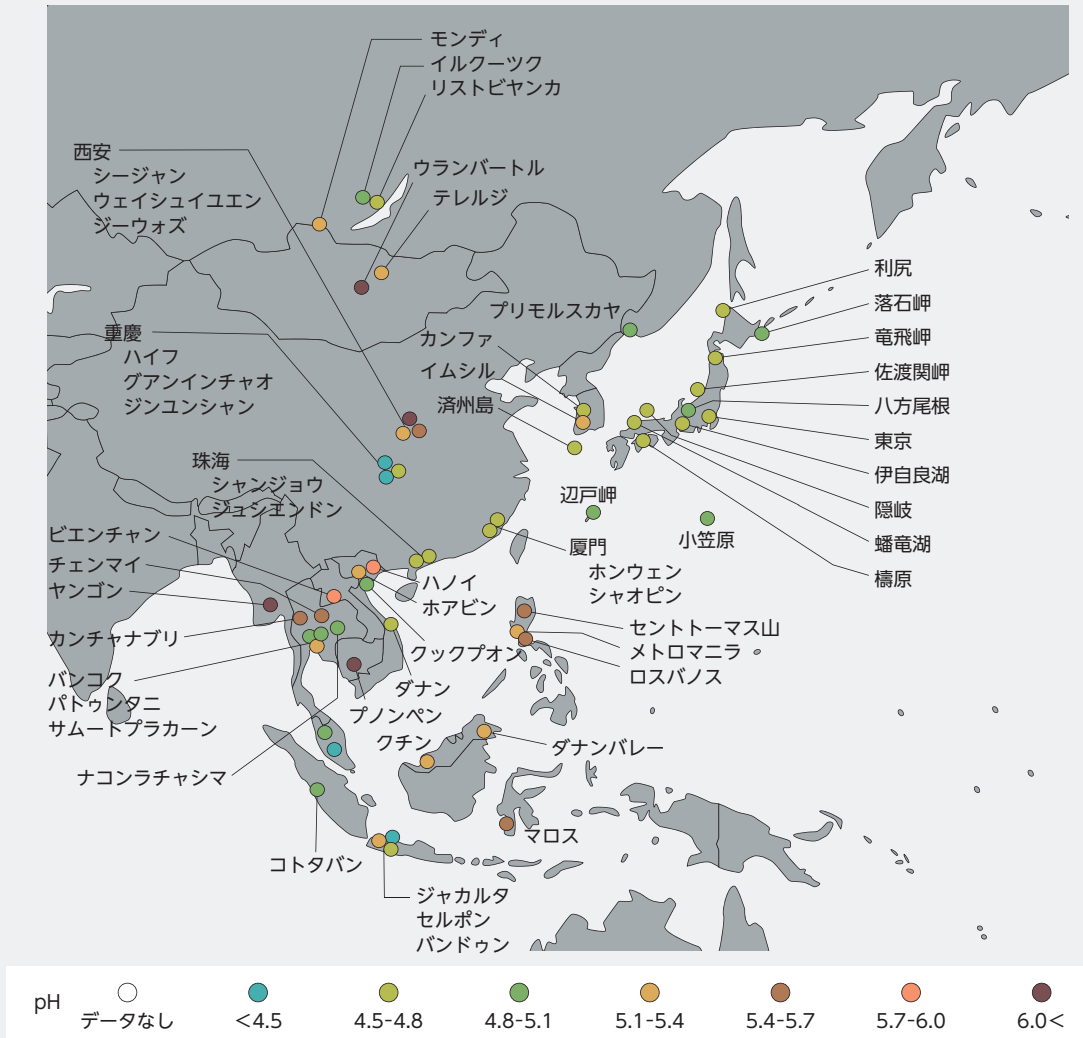 モンディ
イルクーツク
リストビヤンカ
西安
シージャン
ウェイシュイユエン
ジーウォズ
ウランバートル
テレルジ
プリモルスカヤ
カンファ
イムシル
済州島
利尻
落石岬
竜飛岬
佐渡関岬
八方尾根
東京
伊自良湖
隠岐
蟠竜湖
檮原
重慶
ハイフ
グアンインチャオ
ジンユンシャン
珠海
シャンジョウ
ジュシエンドン
辺戸岬
小笠原
厦門
ホンウェン
シャオピン
ビエンチャン
チェンマイ
ヤンゴン
カンチャナブリ
バンコク
パトゥンタニ
サムートプラカーン
ナコンラチャシマ
ハノイ
ホアビン
クックプオン
ダナン
プノンペン
クチン
セントトーマス山
メトロマニラ
ロスバノス
ダナンバレー
マロス
コトタバン
ジャカルタ
セルポン
バンドゥン
pH
データなし
<4.5
4.5-4.8
4.8-5.1
5.1-5.4
5.4-5.7
5.7-6.0
6.0<